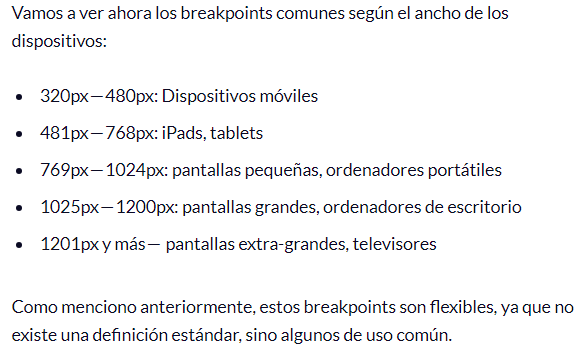 Vamos a ver ahora los breakpoints comunes según el ancho de los
dispositivos:
• 320px—480px: Dispositivos móviles
• 481px—768px: iPads, tablets
• 769px—1024px: pantallas pequeñas, ordenadores portátiles
• 1025px—1200px: pantallas grandes, ordenadores de escritorio
• 1201px y más— pantallas extra-grandes, televisores
Como menciono anteriormente, estos breakpoints son flexibles, ya que no
existe una definición estándar, sino algunos de uso común.